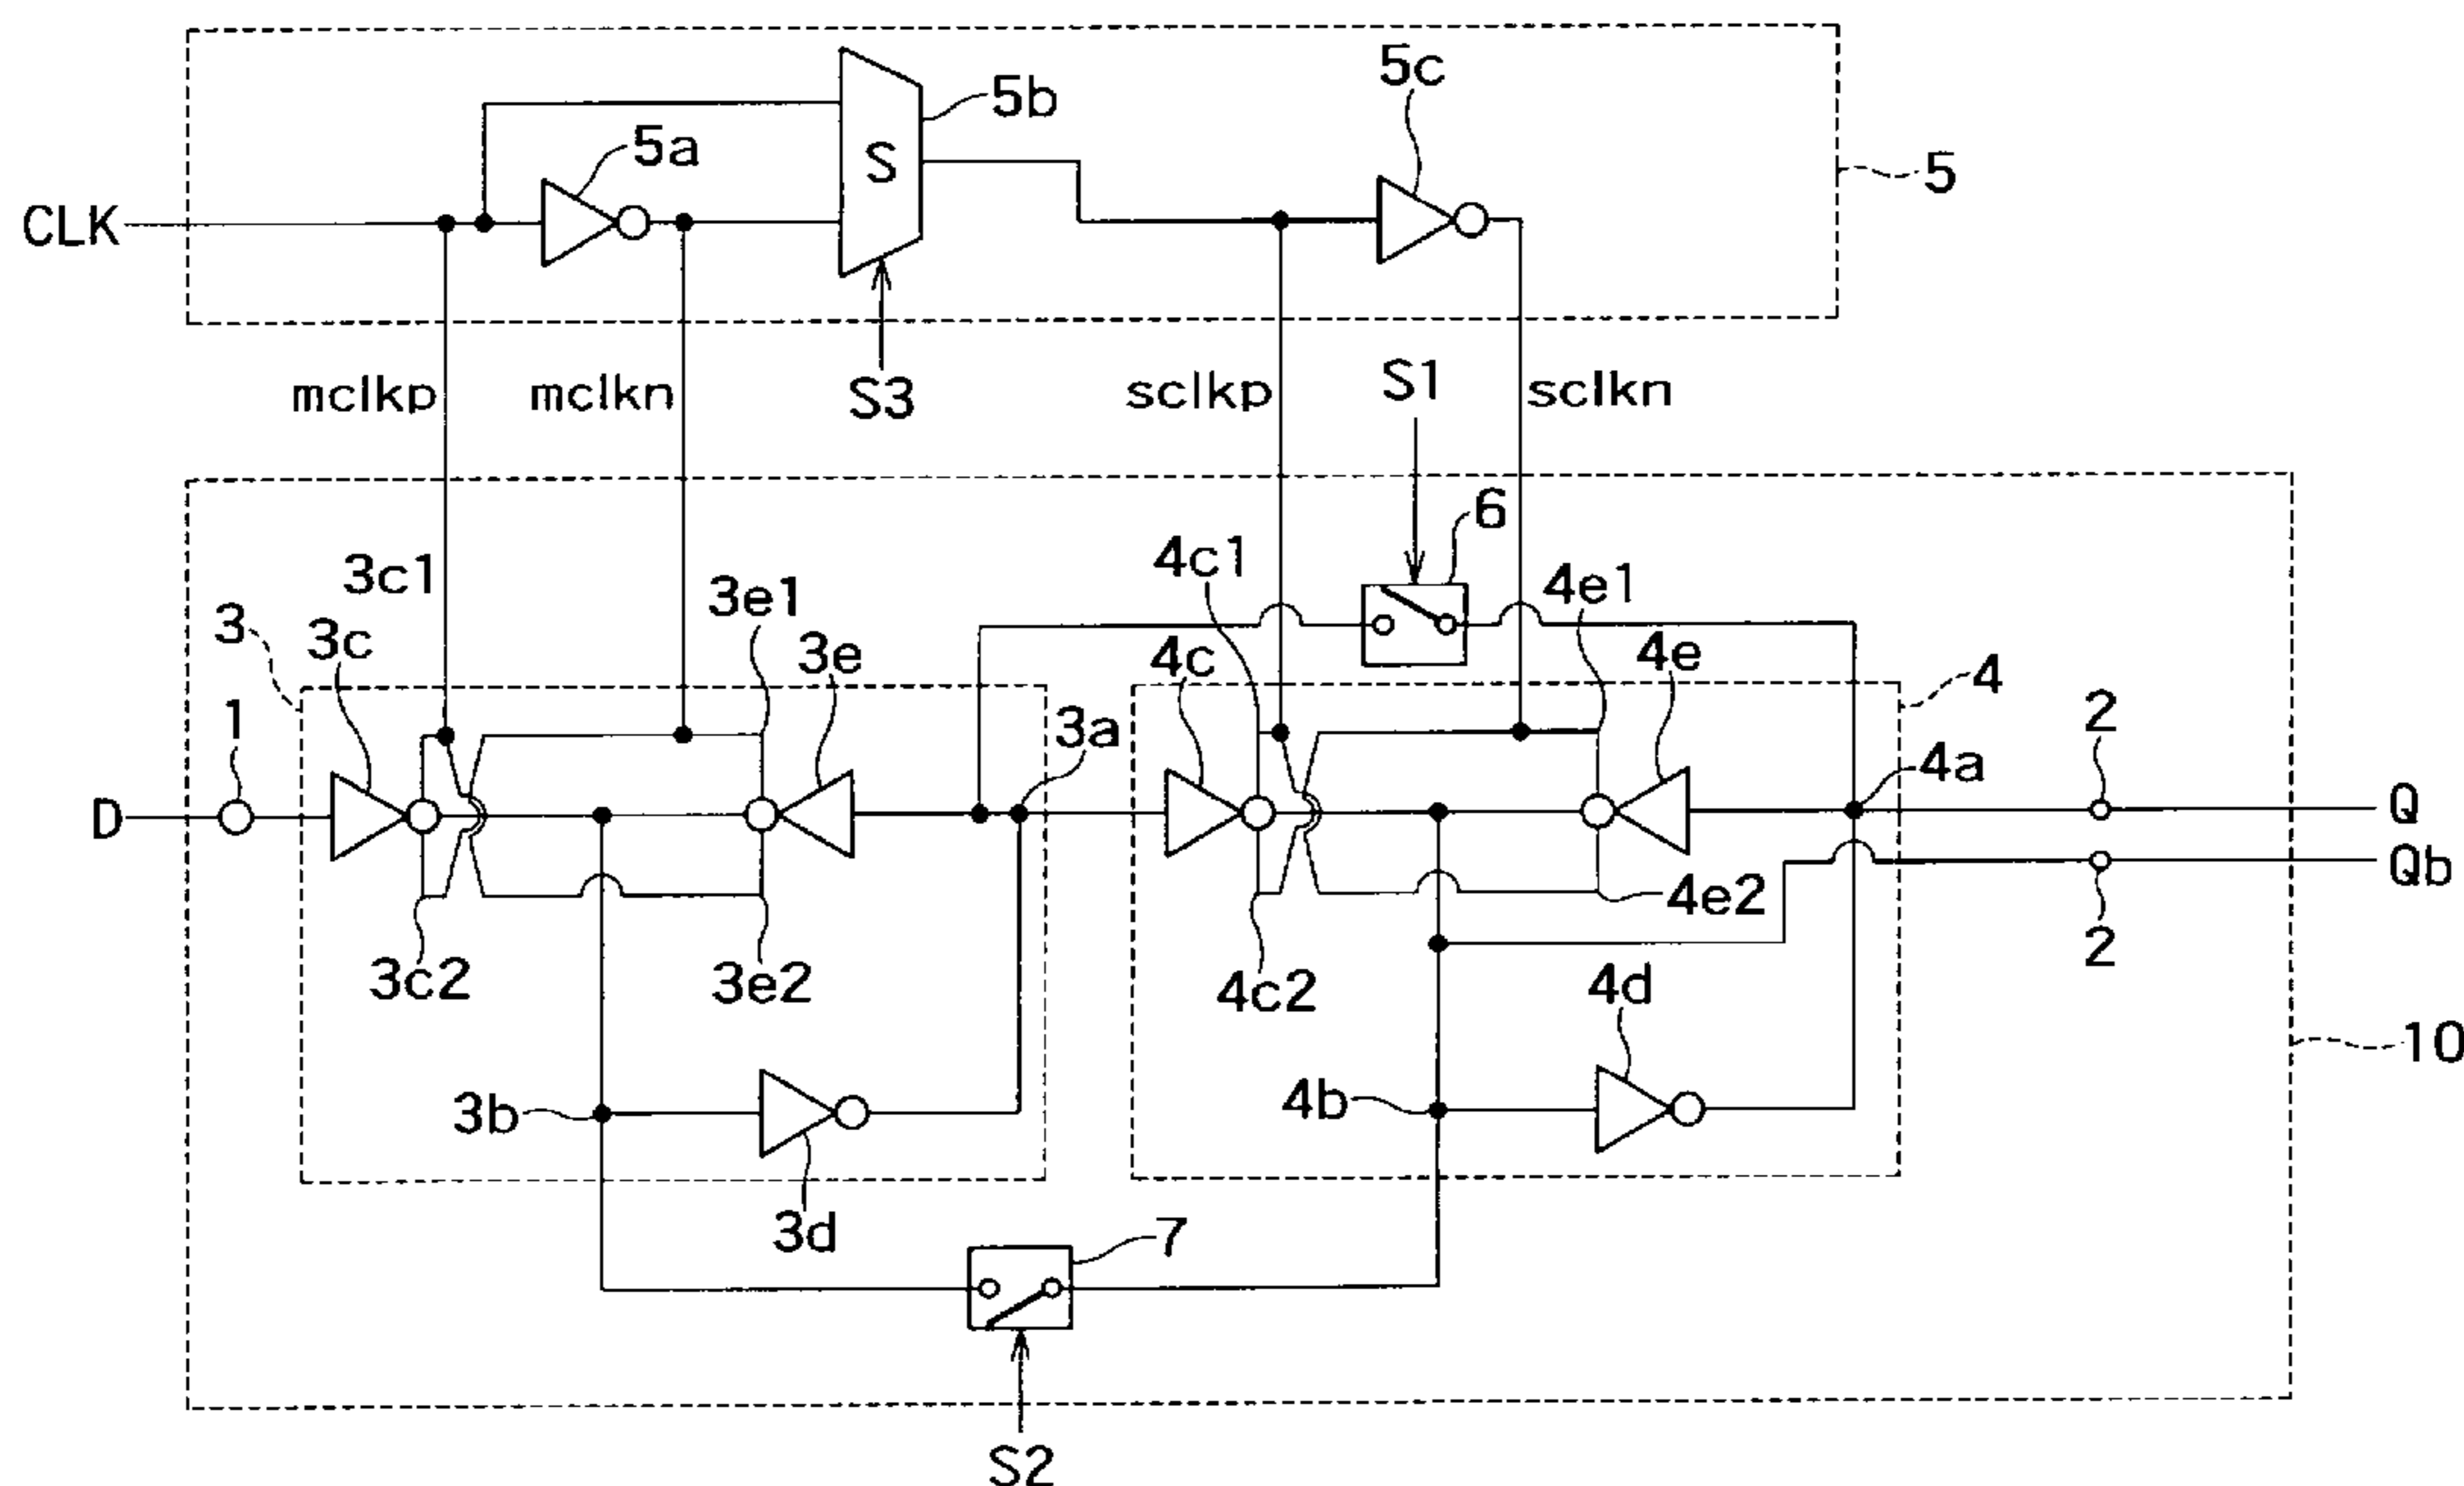 5c
5b
5a
S
5
CLK
mclkp
mclkn
S3
sclkp
S1
sclkn
6
3c1
3e1
4c1
4e1
3
3c
3e
4c
4e
4
1
3a
2
4a
D
Q
Qb
3c2
3e2
4c2
4e2
2
4d
10
3b
4b
3d
7
S2